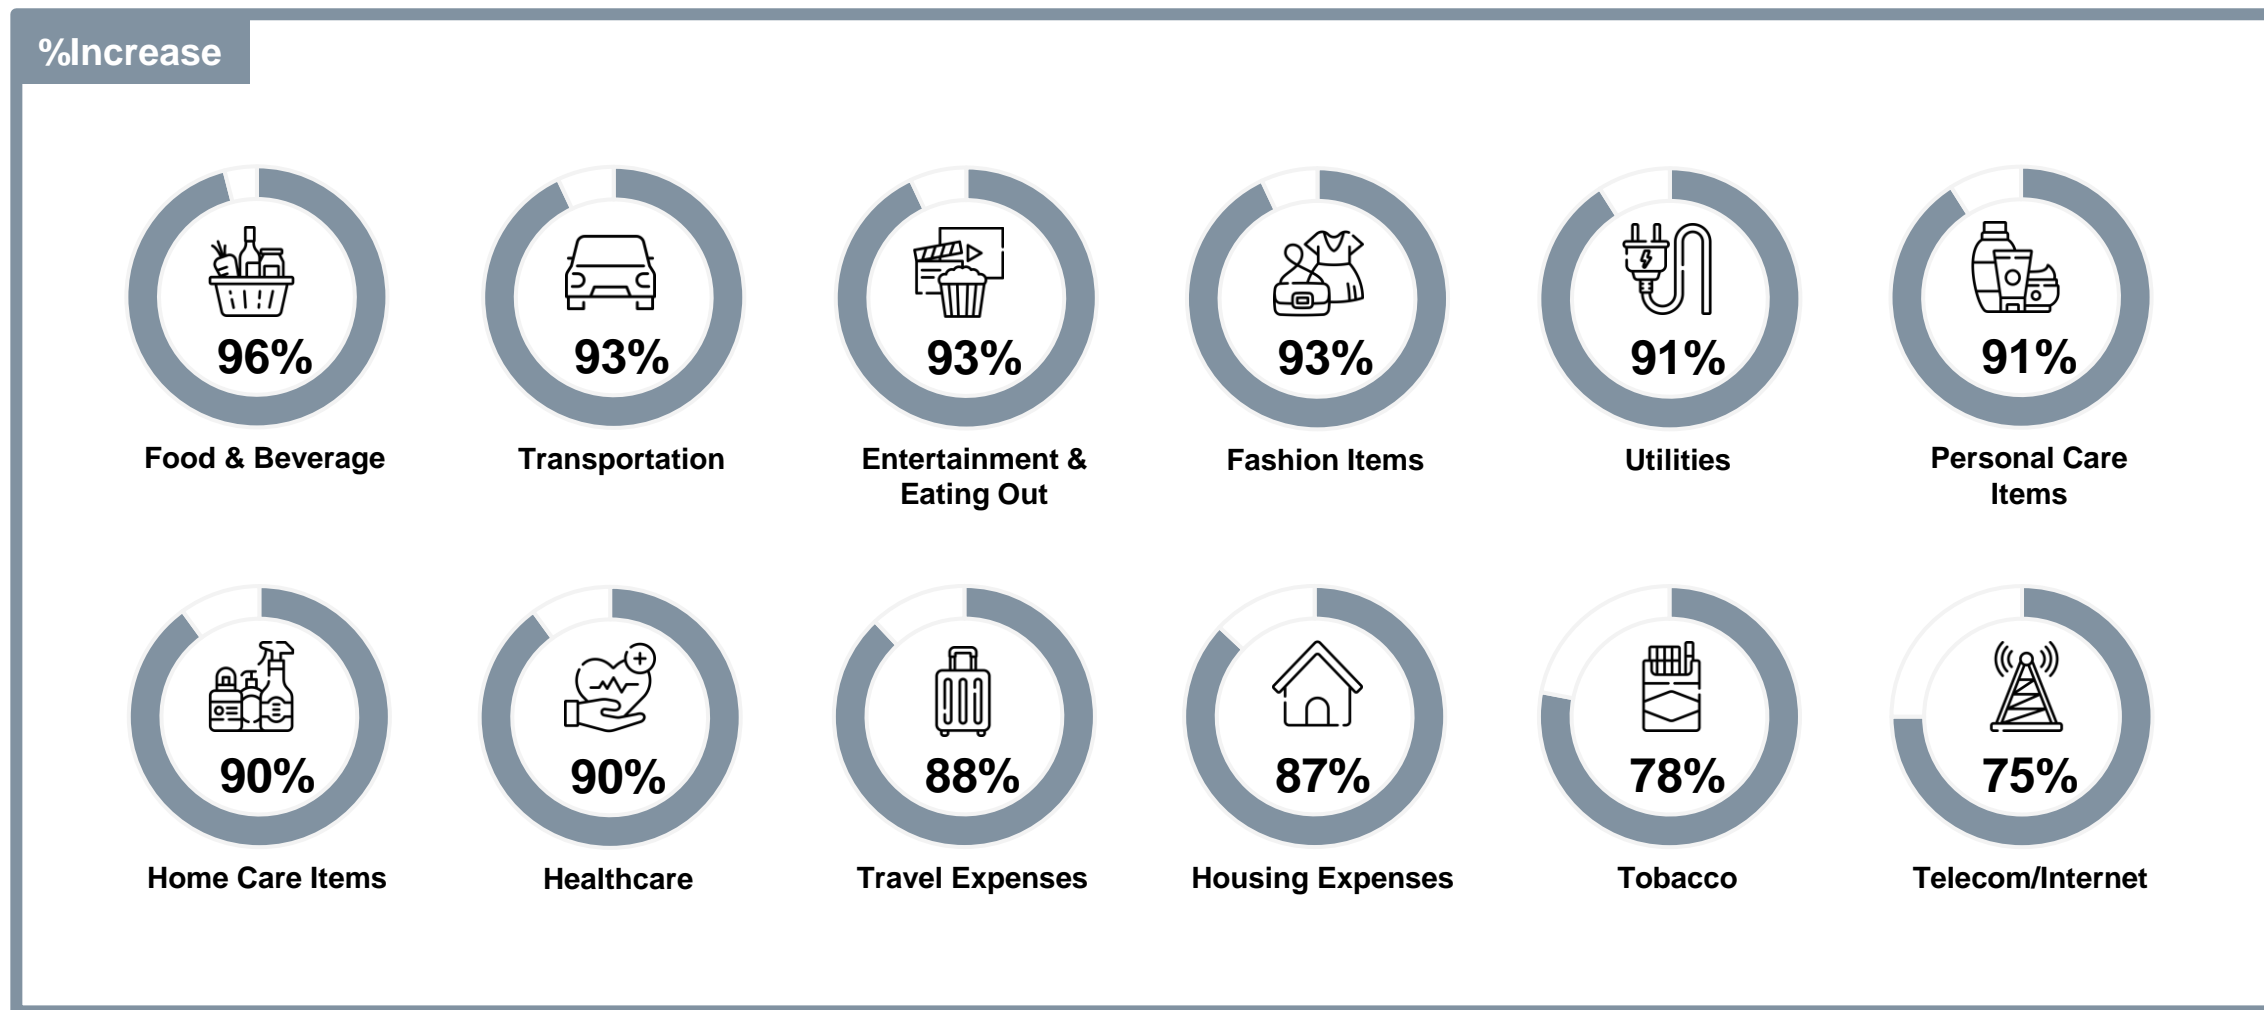 %Increase
96%
93%
93%
93%
91%
91%
Food & Beverage
Transportation
Entertainment &
Eating Out
Fashion Items
Utilities
Personal Care
Items
90%
90%
88%
87%
78%
75%
Home Care Items
Healthcare
Travel Expenses
Housing Expenses
Tobacco
Telecom/Internet